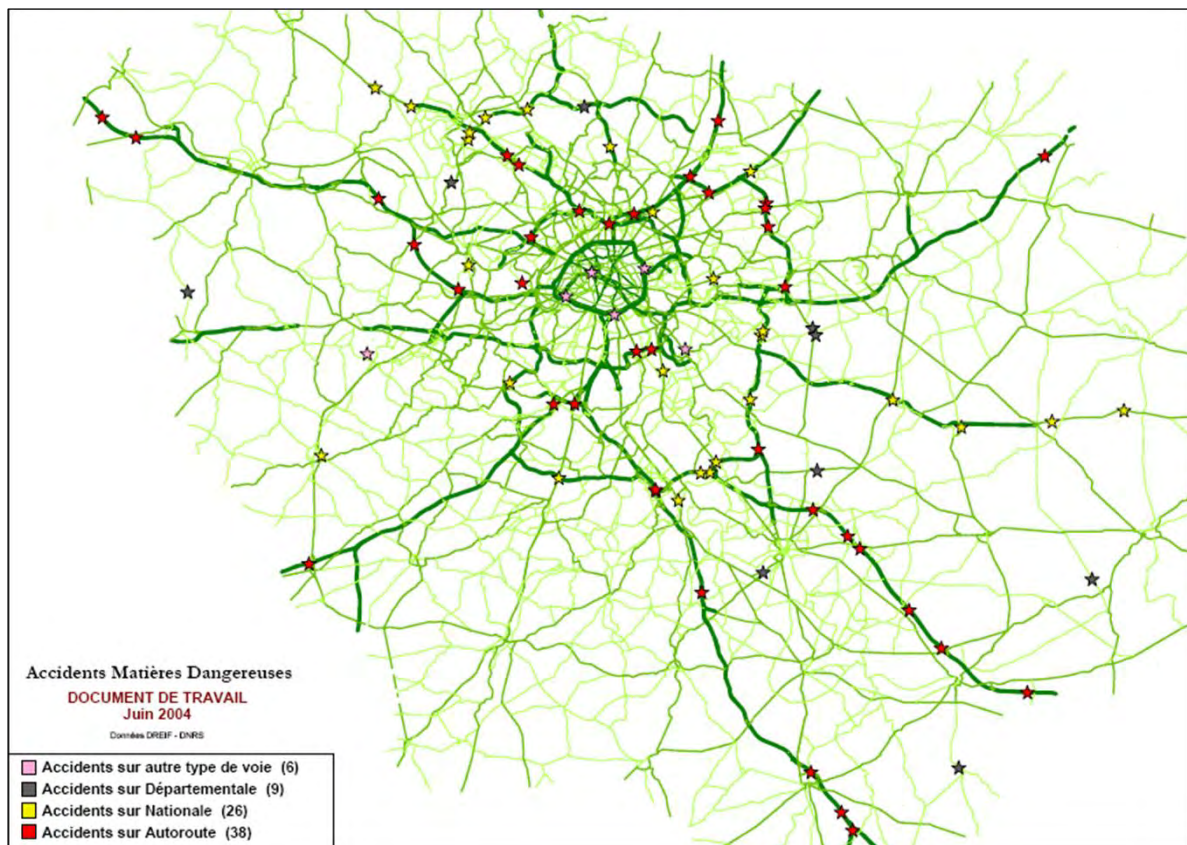 Accidents Matières Dangereuses
DOCUMENT DE TRAVAIL
Juin 2004
Données DREIF - DNRS
Accidents sur autre type de voie (6)
Accidents sur Départementale (9)
Accidents sur Nationale (26)
Accidents sur Autoroute (38)